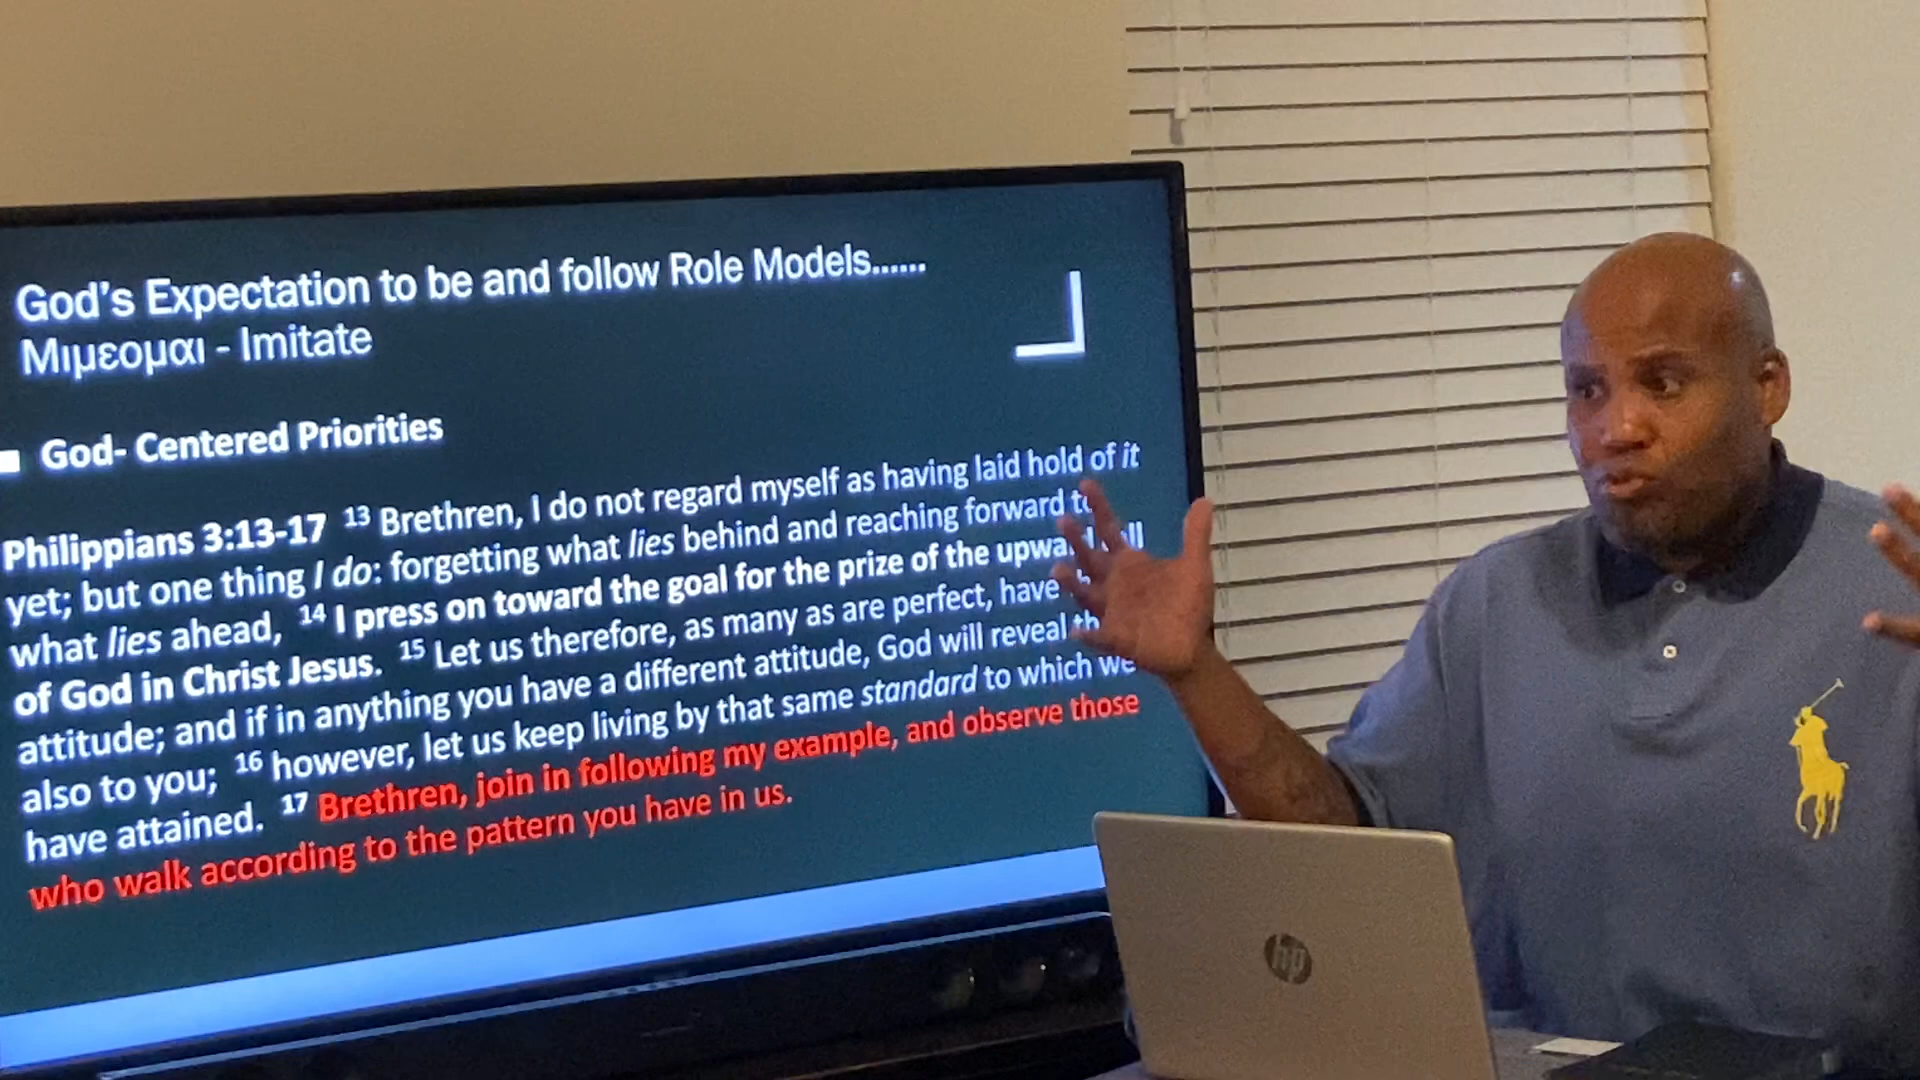 God's Expectation to be and follow Role Models......
Μιμεομαι - Imitate
God- Centered Priorities
Philippians 3:13-17 13 Brethren, I do not regard myself as having laid hold of it
yet; but one thing I do: forgetting what lies behind and reaching forward
what lies ahead, 14 I press on toward the goal for the prize of the upward
of God in Christ Jesus. 15 Let us therefore, as many as are perfect, have
attitude; and if in anything you have a different attitude, God will reveal
also to you; 16 however, let us keep living by that same standard to which we
have attained. 17 Brethren, join in following my example, and observe those
who walk according to the pattern you have in us.
hp